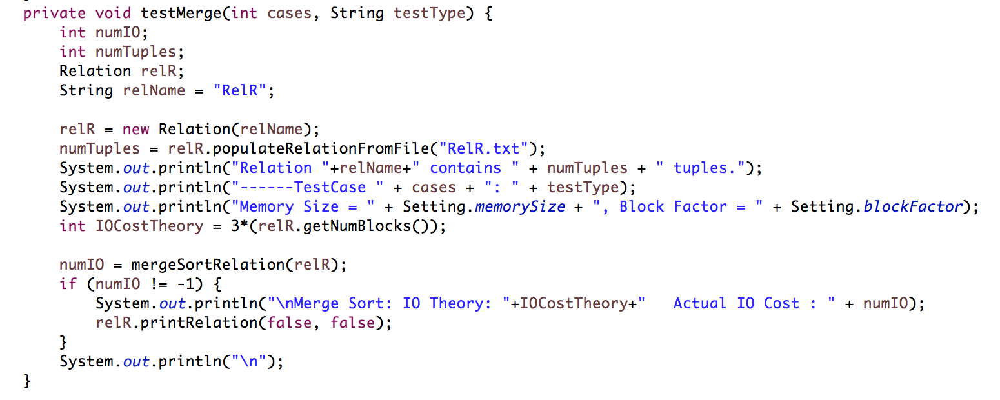 private void testMerge(int cases, String testType) {
    int numIO;
    int numTuples;
    Relation relR;
    String relName = "RelR";

    relR = new Relation(relName);
    numTuples = relR.populateRelationFromFile("RelR.txt");
    System.out.println("Relation "+relName+" contains " + numTuples + " tuples.");
    System.out.println("------TestCase " + cases + ": " + testType);
    System.out.println("Memory Size = " + Setting.memorySize + ", Block Factor = " + Setting.blockFactor);
    int IOCostTheory = 3*(relR.getNumBlocks());

    numIO = mergeSortRelation(relR);
    if (numIO != -1) {
        System.out.println("\nMerge Sort: IO Theory: "+IOCostTheory+"   Actual IO Cost : " + numIO);
        relR.printRelation(false, false);
    }
    System.out.println("\n");
}